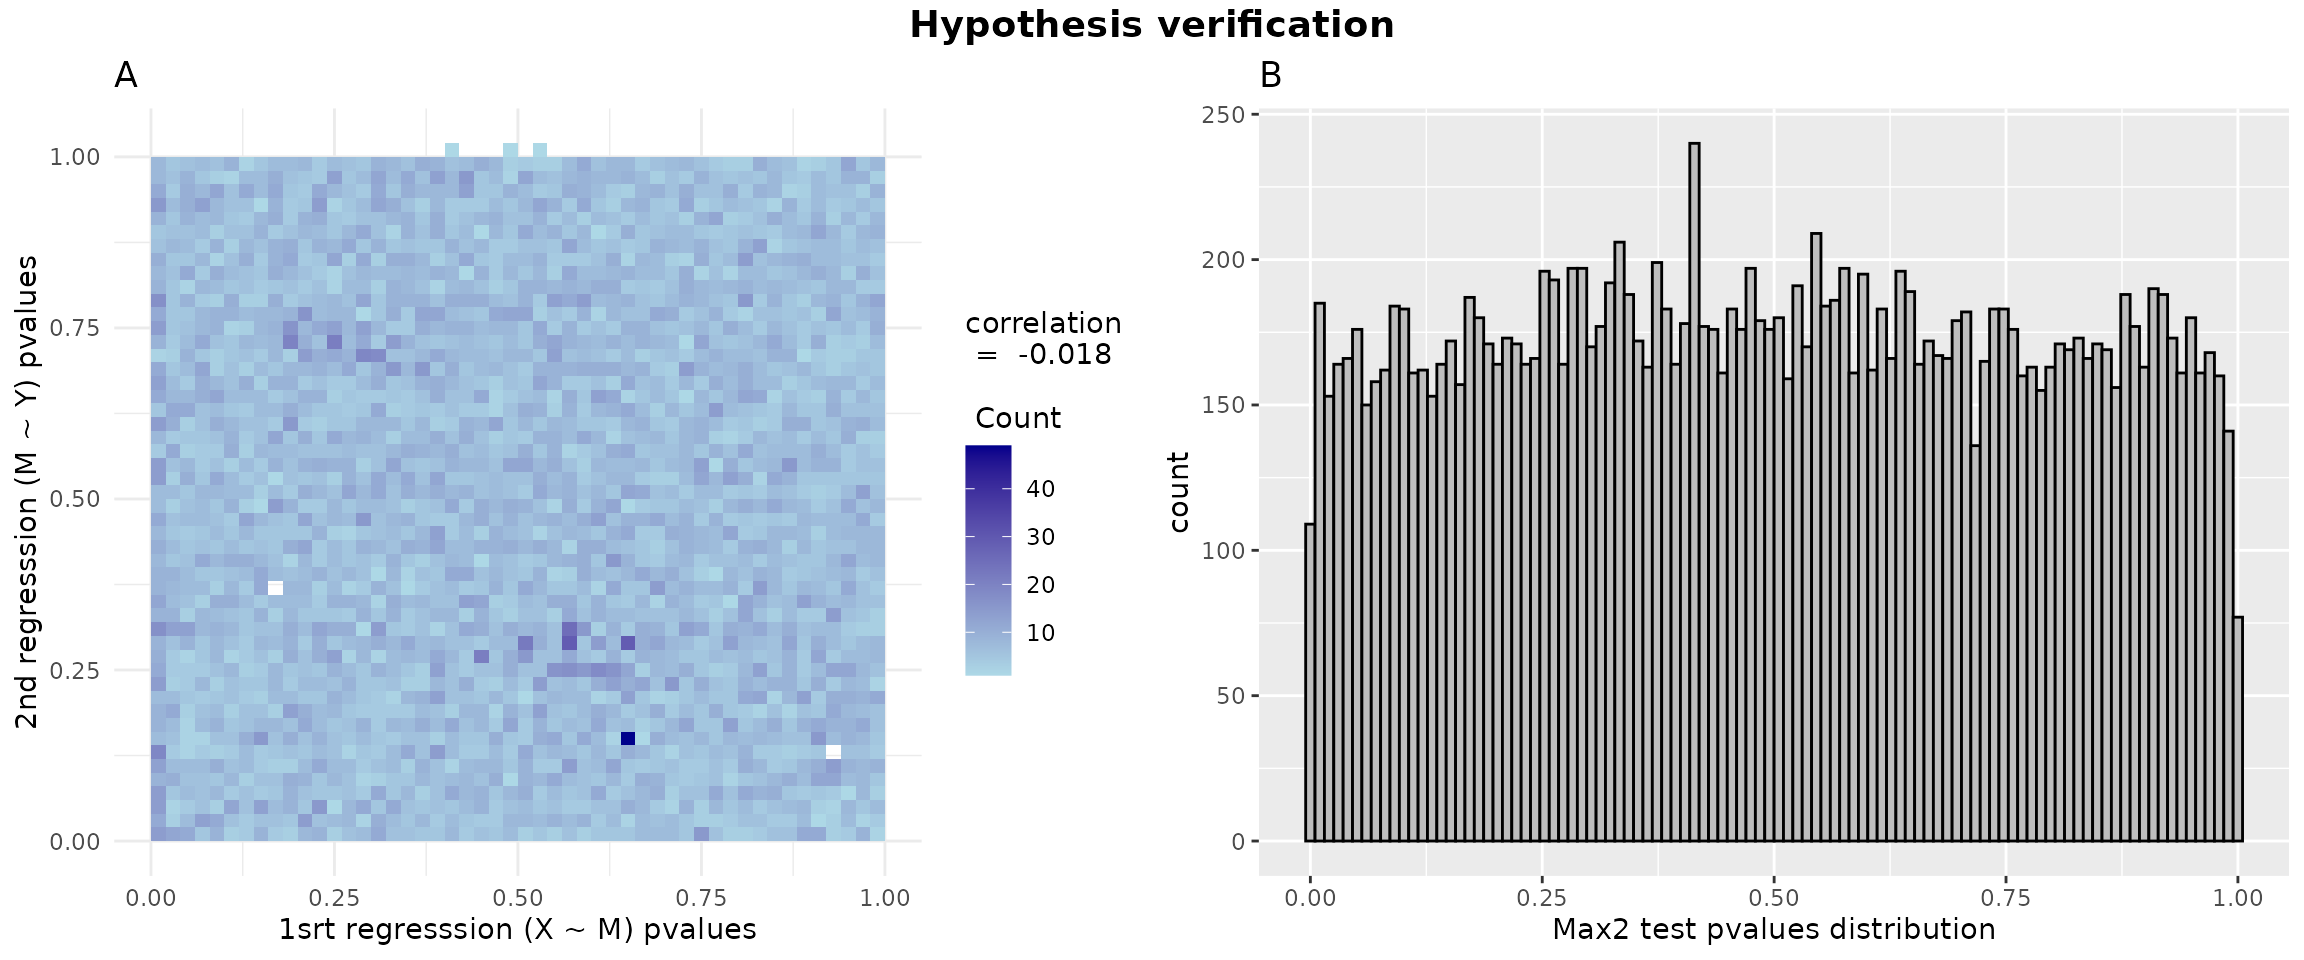 Hypothesis verification
A
1.00
0.75
0.50
0.25
0.00
2nd regresssion (M ~ Y) pvalues
0.00 0.25 0.50 0.75 1.00
1srt regresssion (X ~ M) pvalues
correlation
= -0.018
Count
40
30
20
10
B
250
200
150
100
50
0
count
0.00 0.25 0.50 0.75 1.00
Max2 test pvalues distribution